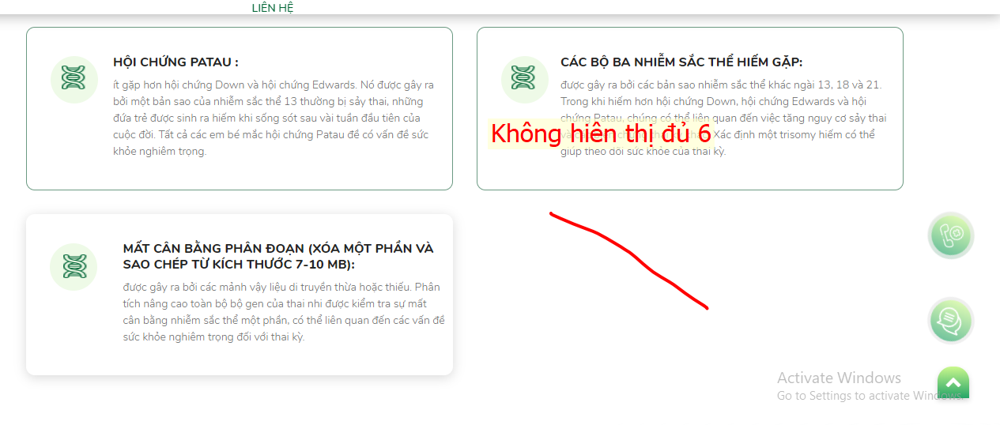 LIÊN HỆ
HỘI CHỨNG PATAU :
ít gặp hơn hội chứng Down và hội chứng Edwards. Nó được gây ra
bởi một bản sao của nhiễm sắc thể 13 thường bị sảy thai, những
đứa trẻ được sinh ra hiếm khi sống sót sau vài tuần đầu tiên của
cuộc đời. Tất cả các em bé mắc hội chứng Patau đề có vấn đề sức
khỏe nghiêm trọng.
CÁC BỘ BA NHIỄM SẮC THỂ HIẾM GẶP:
được gây ra bởi các bản sao nhiễm sắc thể khác ngài 13, 18 và 21.
Trong khi hiếm hơn hội chứng Down, hội chứng Edwards và hội
chứng Patau, chúng có thể liên quan đến việc tăng nguy cơ sảy thai
Xác định một trisomy hiếm có thể
giúp theo dõi sức khỏe của thai kỳ.
Không hiên thị đủ 6
MẤT CÂN BẰNG PHÂN ĐOẠN (XÓA MỘT PHẦN VÀ
SAO CHÉP TỪ KÍCH THƯỚC 7-10 MB):
được gây ra bởi các mảnh vậy liệu di truyền thừa hoặc thiếu. Phân
tích nâng cao toàn bộ bộ gen của thai nhi được kiểm tra sự mất
cân bằng nhiễm sắc thể một phần, có thể liên quan đến các vấn đề
sức khỏe nghiêm trọng đối với thai kỳ.
Activate Windows
Go to Settings to activate Windows.